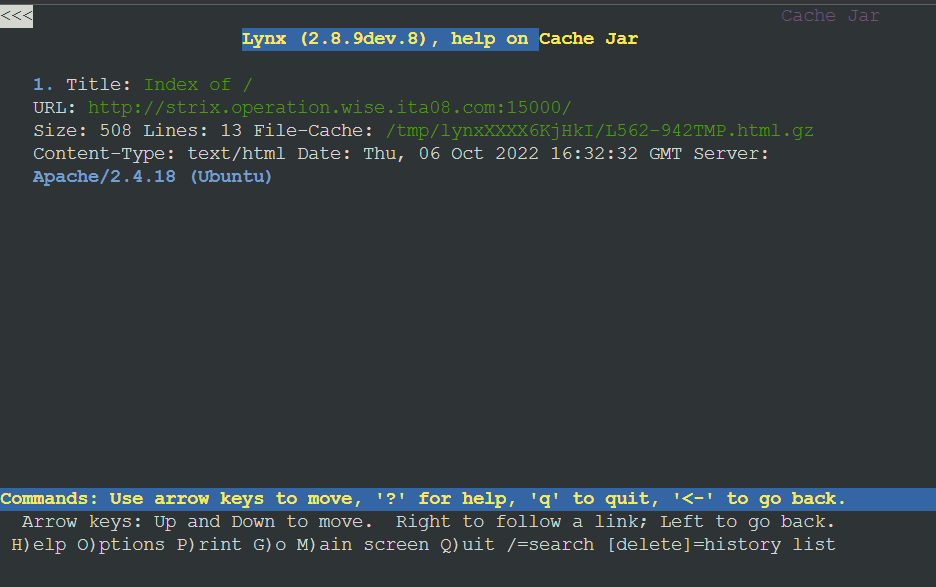 <<< Cache Jar
Lynx (2.8.9dev.8), help on Cache Jar
1. Title: Index of /
URL: http://strix.operation.wise.ita08.com:15000/
Size: 508 Lines: 13 File-Cache: /tmp/lynxXXXX6KjHkI/L562-942TMP.html.gz
Content-Type: text/html Date: Thu, 06 Oct 2022 16:32:32 GMT Server:
Apache/2.4.18 (Ubuntu)
Commands: Use arrow keys to move, '?' for help, 'q' to quit, '<-' to go back.
Arrow keys: Up and Down to move.  Right to follow a link; Left to go back.
H)elp O)ptions P)rint G)o M)ain screen Q)uit /=search [delete]=history list